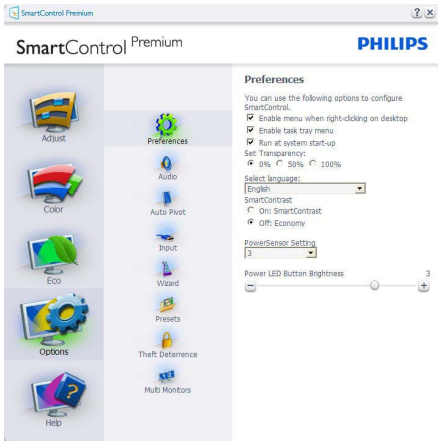 SmartControl Premium
SmartControl Premium
PHILIPS
Adjust
Color
Eco
Options
Help
Preferences
Audio
Auto Pivot
Input
Wizard
Presets
Theft Deterrence
Multi Monitors
Preferences
You can use the following options to configure
SmartControl.
Enable menu when right-clicking on desktop
Enable task tray menu
Run at system start-up
Set Transparency:
0% 50% 100%
Select language:
English
SmartContrast
On: SmartContrast
Off: Economy
PowerSensor Setting
3
Power LED Button Brightness 3